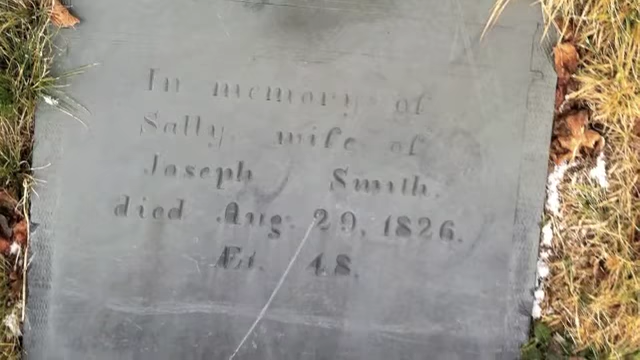 In memory of
Sally, wife of
Joseph Smith.
died Aug. 29, 1826.
Æt. 48.